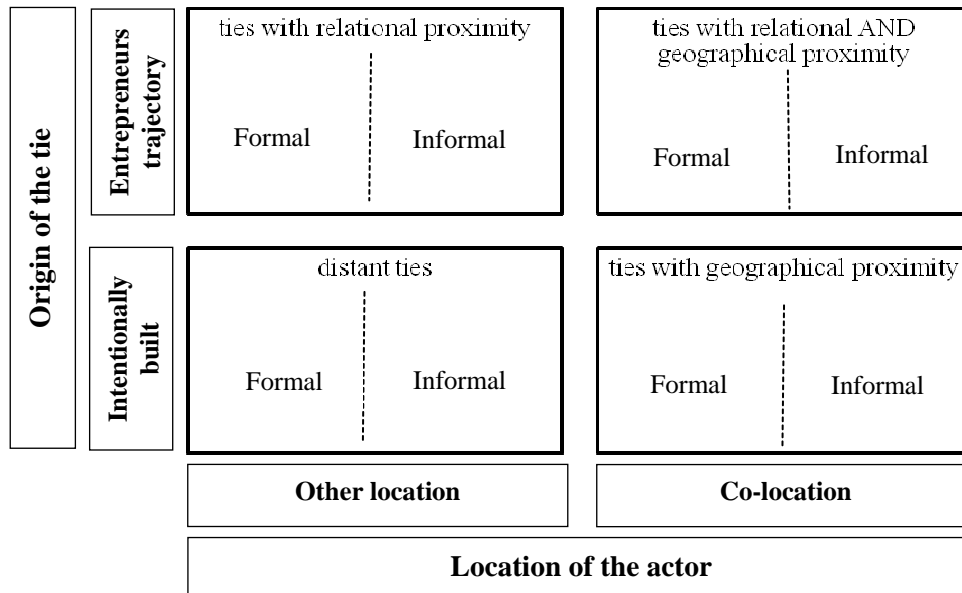 Origin of the tie
Entrepreneurs
trajectory
ties with relational proximity
Formal
Informal
ties with relational AND
geographical proximity
Formal
Informal
Intentionally
built
distant ties
Formal
Informal
ties with geographical proximity
Formal
Informal
Other location
Co-location
Location of the actor